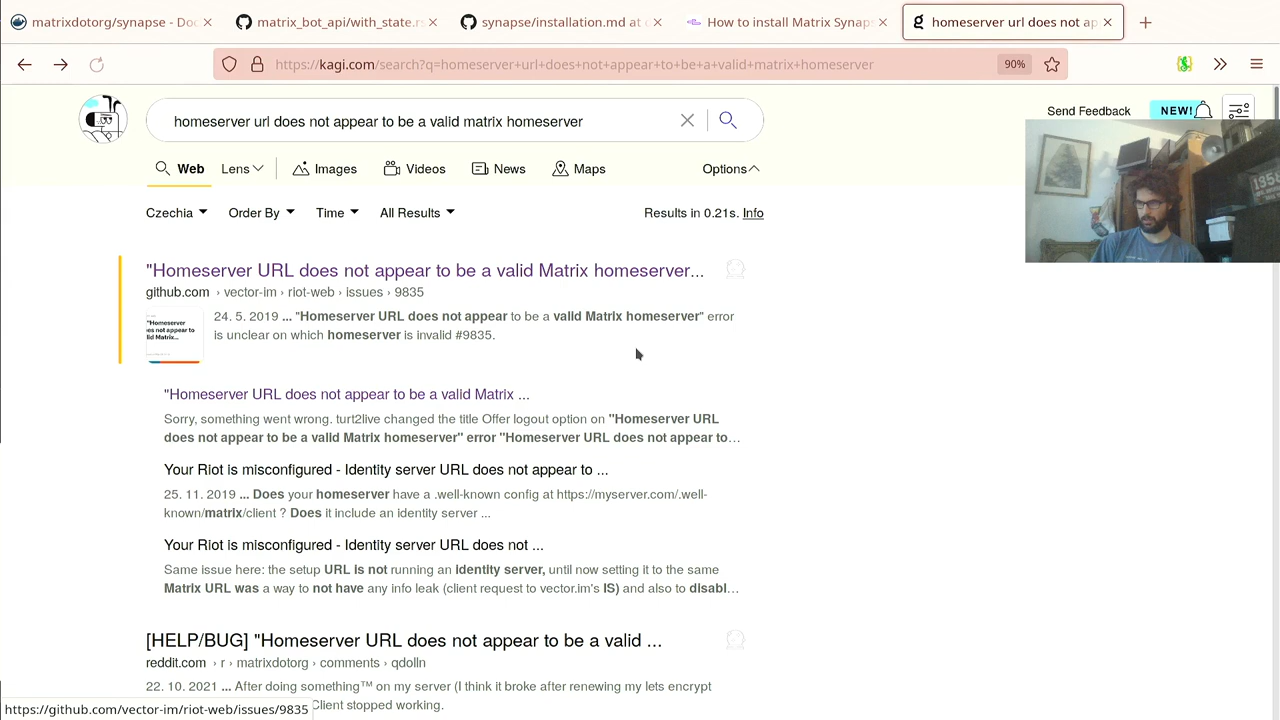 matrixdotorg/synapse - Doc
matrix_bot_api/with_state.rs
synapse/installation.md at
How to install Matrix Synaps
homeserver url does not ap
https://kagi.com/search?q=homeserver+url+does+not+appear+to+be+a+valid+matrix+homeserver
90%
homeserver url does not appear to be a valid matrix homeserver
Send Feedback
NEW!
Web
Lens
Images
Videos
News
Maps
Options
Czechia
Order By
Time
All Results
Results in 0.21s. Info
"Homeserver URL does not appear to be a valid Matrix homeserver...
github.com › vector-im › riot-web › issues › 9835
24. 5. 2019 ... "Homeserver URL does not appear to be a valid Matrix homeserver" error
is unclear on which homeserver is invalid #9835.
"Homeserver
es not appear to
lid Matrix...
"Homeserver URL does not appear to be a valid Matrix ...
Sorry, something went wrong. turt2live changed the title Offer logout option on "Homeserver URL
does not appear to be a valid Matrix homeserver" error "Homeserver URL does not appear to…
Your Riot is misconfigured - Identity server URL does not appear to ...
25. 11. 2019 ... Does your homeserver have a .well-known config at https://myserver.com/.well-
known/matrix/client ? Does it include an identity server ...
Your Riot is misconfigured - Identity server URL does not ...
Same issue here: the setup URL is not running an identity server, until now setting it to the same
Matrix URL was a way to not have any info leak (client request to vector.im's IS) and also to disabl…
[HELP/BUG] "Homeserver URL does not appear to be a valid ...
reddit.com › r › matrixdotorg › comments › qdolln
22. 10. 2021 ... After doing something™ on my server (I think it broke after renewing my lets encrypt
Client stopped working.
https://github.com/vector-im/riot-web/issues/9835